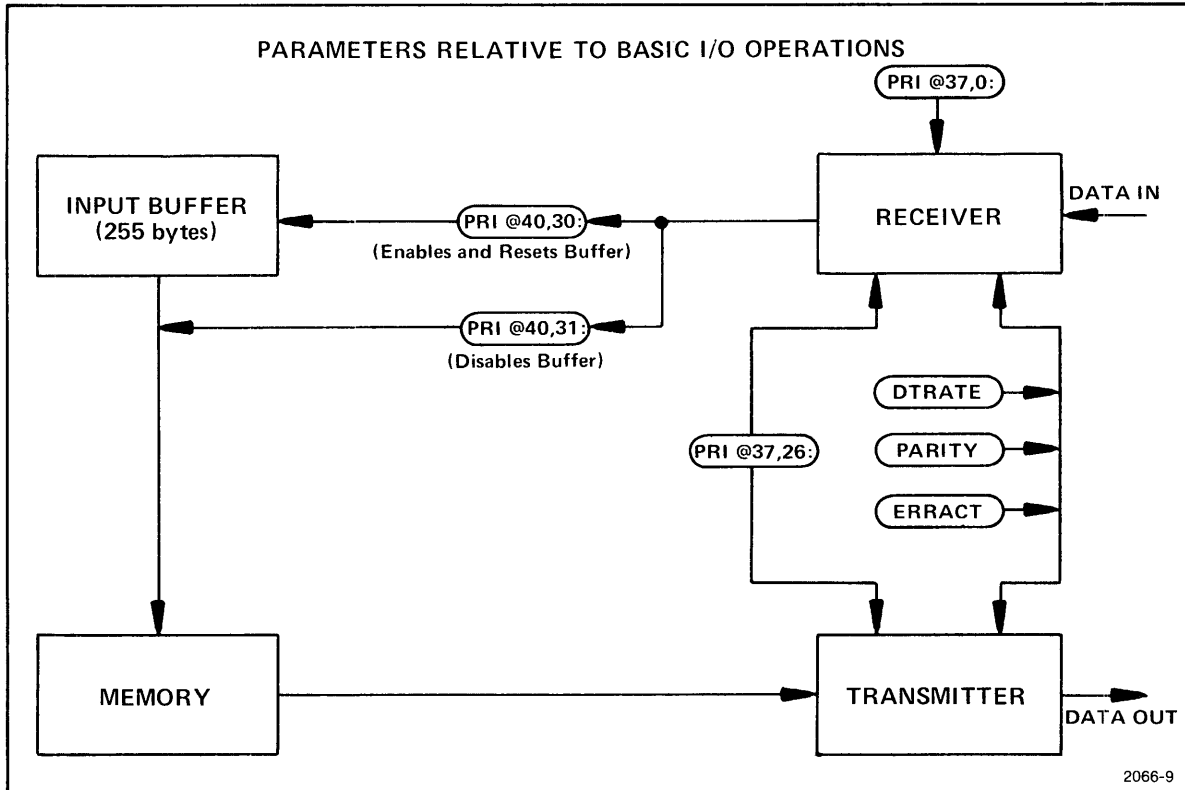 PARAMETERS RELATIVE TO BASIC I/O OPERATIONS
PRI @37,0:
INPUT BUFFER
(255 bytes)
PRI @40,30:
(Enables and Resets Buffer)
RECEIVER
DATA IN
PRI @40,31:
(Disables Buffer)
DTRATE
PRI @37,26:
PARITY
ERRACT
MEMORY
TRANSMITTER
DATA OUT
2066-9